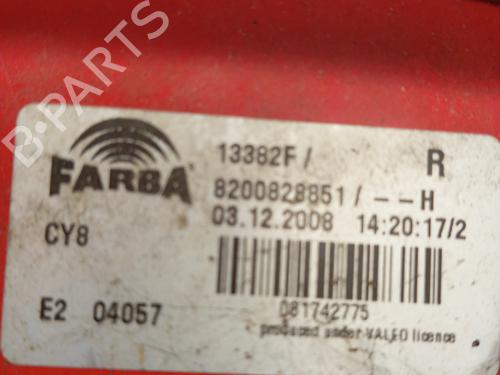 B-PARTS
FARBA
13382F/ R
8200828851/ --H
03.12.2008 14:20:17/2
CY8
E2 04057
081742775
produced under VALEO licence